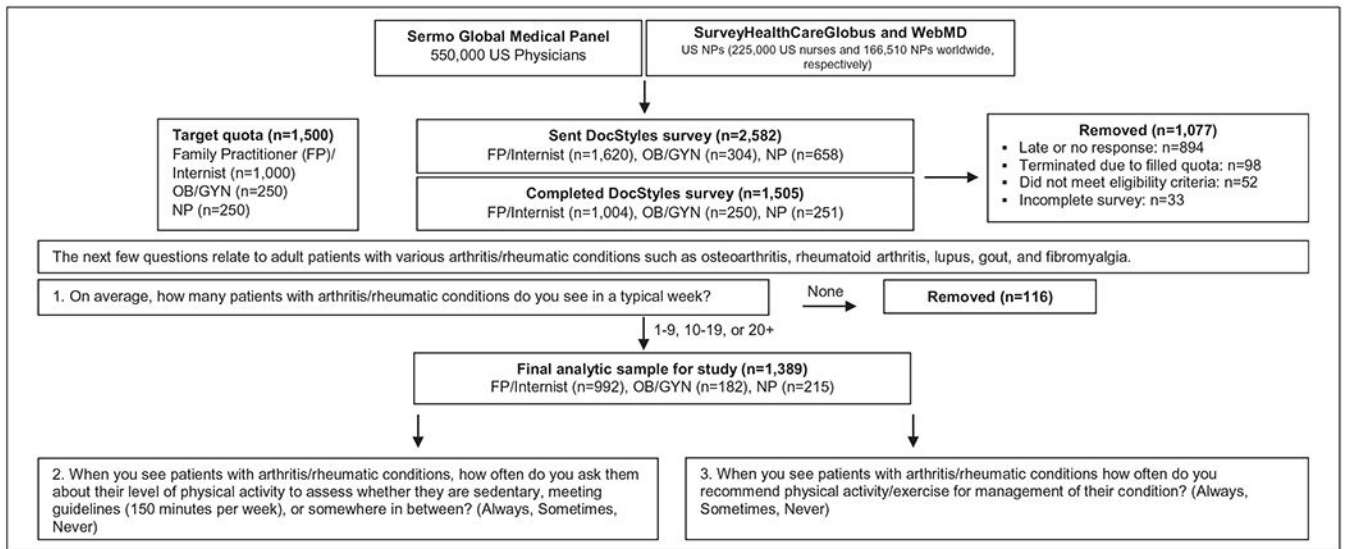 Sermo Global Medical Panel
550,000 US Physicians
SurveyHealthCareGlobus and WebMD
US NPs (225,000 US nurses and 166,510 NPs worldwide,
respectively)
Target quota (n=1,500)
Family Practitioner (FP)/
Internist (n=1,000)
OB/GYN (n=250)
NP (n=250)
Sent DocStyles survey (n=2,582)
FP/Internist (n=1,620), OB/GYN (n=304), NP (n=658)
Completed DocStyles survey (n=1,505)
FP/Internist (n=1,004), OB/GYN (n=250), NP (n=251)
Removed (n=1,077)
▪ Late or no response: n=894
▪ Terminated due to filled quota: n=98
▪ Did not meet eligibility criteria: n=52
▪ Incomplete survey: n=33
The next few questions relate to adult patients with various arthritis/rheumatic conditions such as osteoarthritis, rheumatoid arthritis, lupus, gout, and fibromyalgia.
1. On average, how many patients with arthritis/rheumatic conditions do you see in a typical week?
None
Removed (n=116)
1-9, 10-19, or 20+
Final analytic sample for study (n=1,389)
FP/Internist (n=992), OB/GYN (n=182), NP (n=215)
2. When you see patients with arthritis/rheumatic conditions, how often do you ask them
about their level of physical activity to assess whether they are sedentary, meeting
guidelines (150 minutes per week), or somewhere in between? (Always, Sometimes,
Never)
3. When you see patients with arthritis/rheumatic conditions how often do you
recommend physical activity/exercise for management of their condition? (Always,
Sometimes, Never)